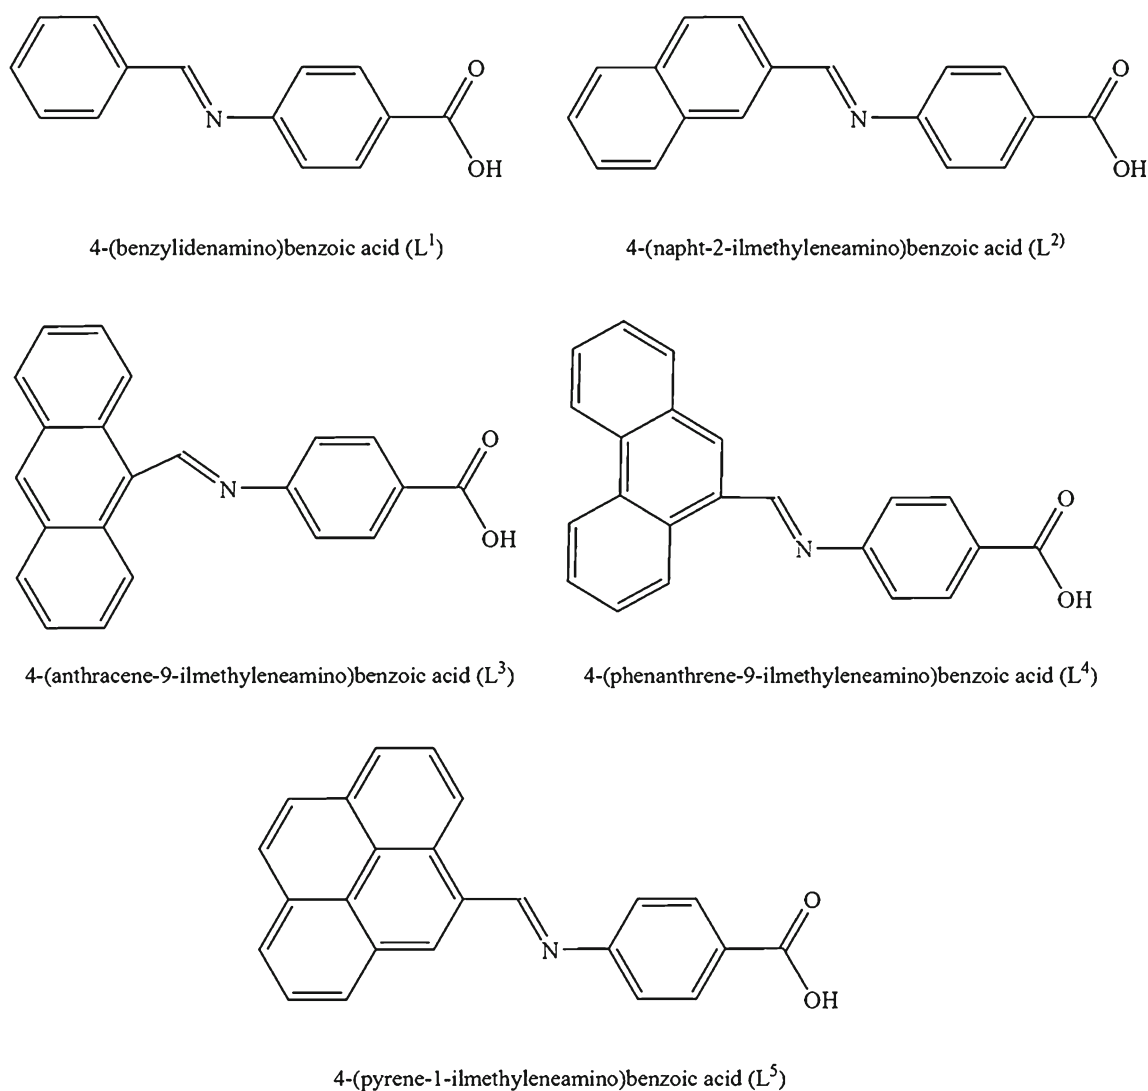 O
N
OH
4-(benzylidenamino)benzoic acid (L¹)
O
N
OH
4-(napht-2-ilmethyleneamino)benzoic acid (L²⁾
O
N
OH
4-(anthracene-9-ilmethyleneamino)benzoic acid (L³)
O
N
OH
4-(phenanthrene-9-ilmethyleneamino)benzoic acid (L⁴)
O
N
OH
4-(pyrene-1-ilmethyleneamino)benzoic acid (L⁵)